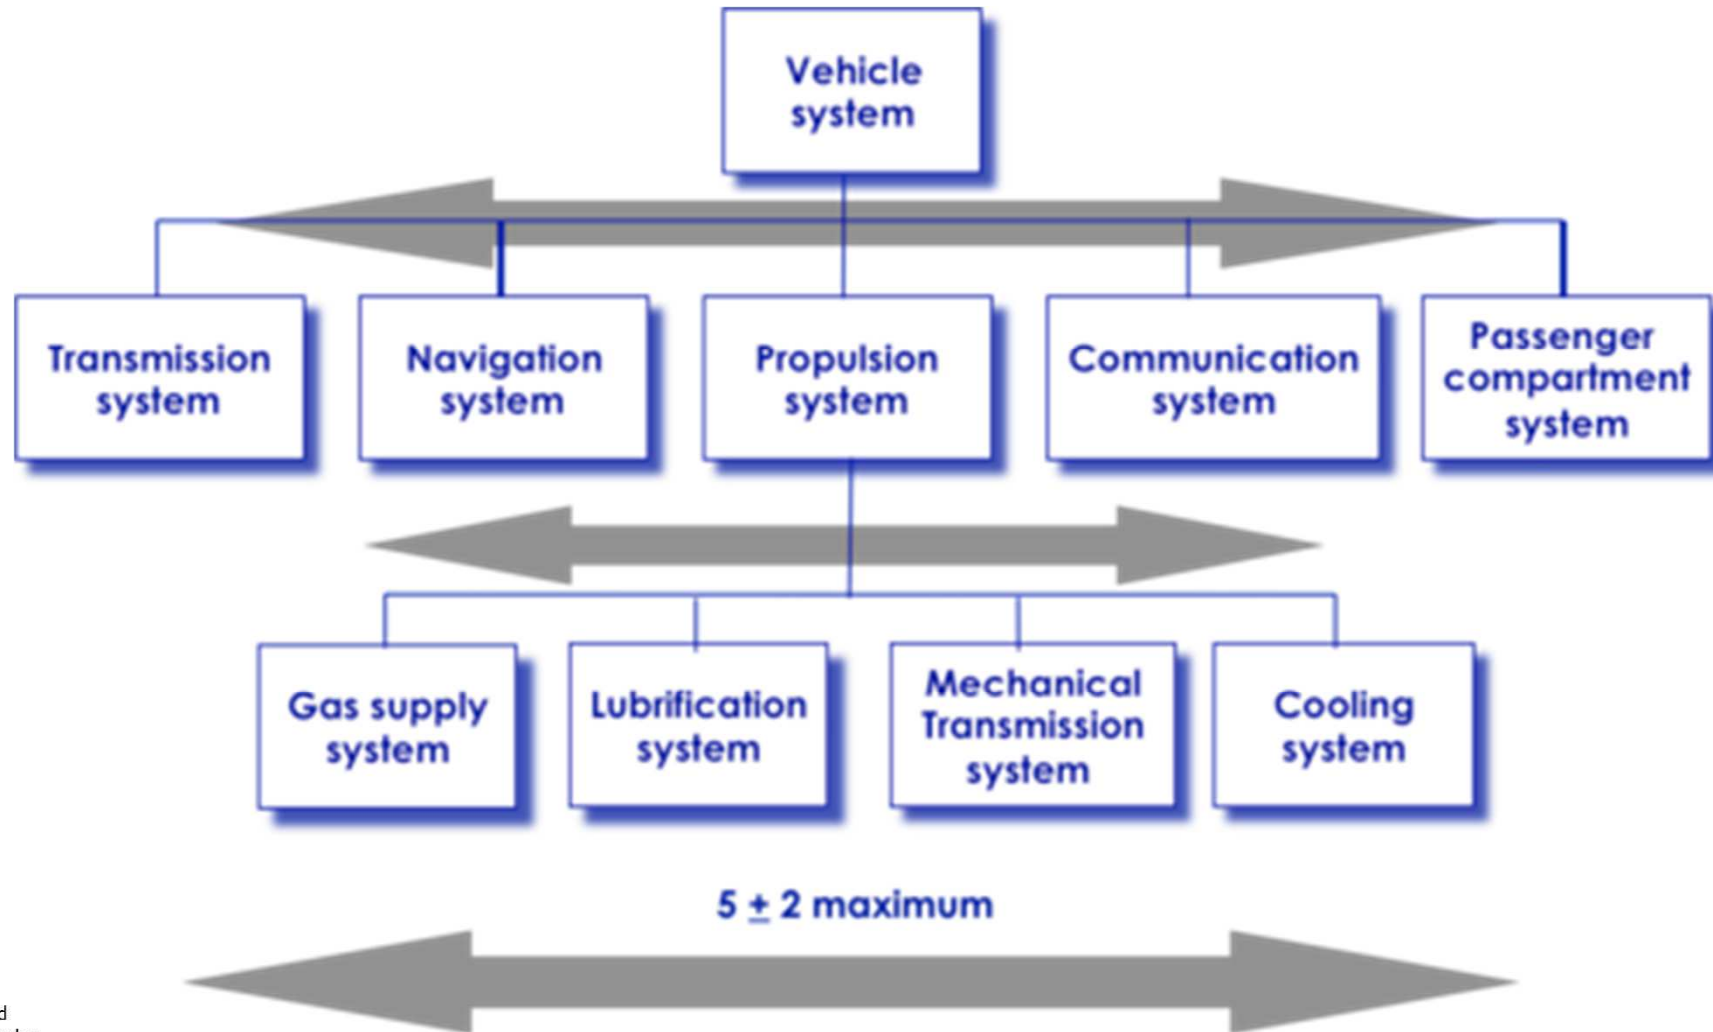 Vehicle
system
Transmission
system
Navigation
system
Propulsion
system
Communication
system
Passenger
compartment
system
Gas supply
system
Lubrification
system
Mechanical
Transmission
system
Cooling
system
5 ± 2 maximum